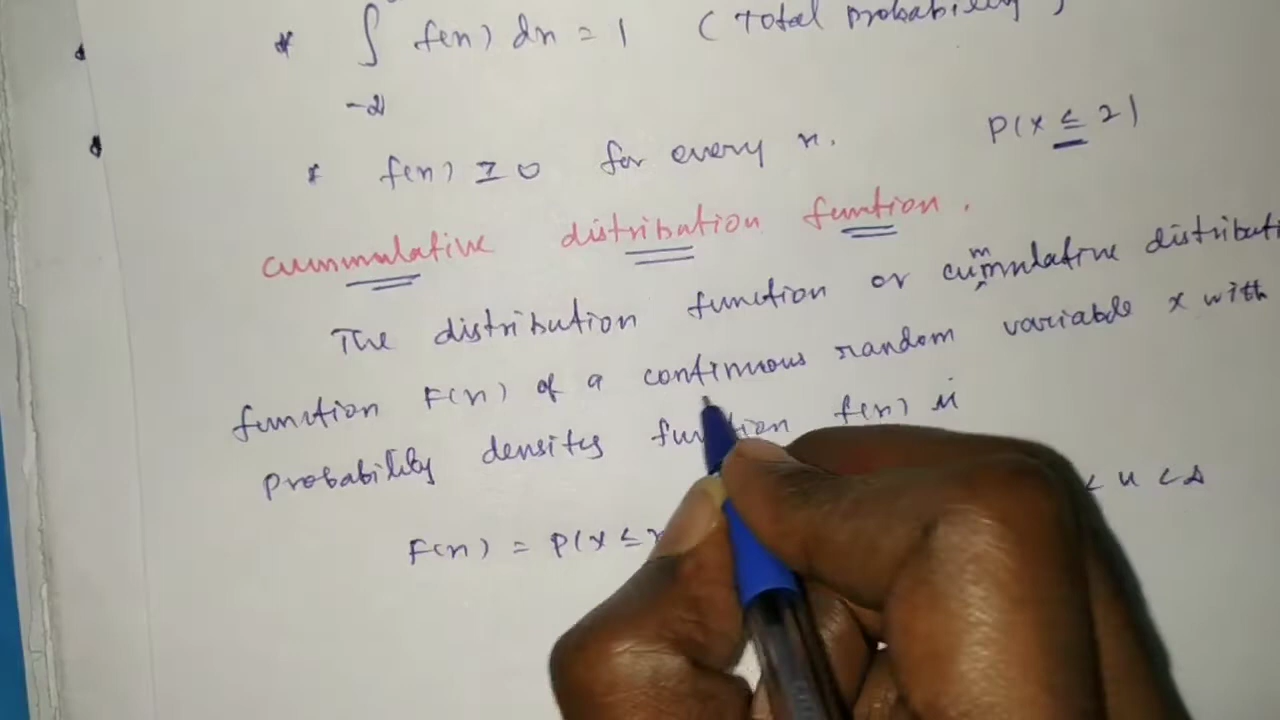 * ∫ f(x) dx = 1 (Total probability)
-∞
* f(x) ≥ 0 for every x.
P(X ≤ 2)
cummulative distribution funtion.
The distribution function or cummulative distributi
function F(x) of a continuous random variable X with
Probability density function f(x) is
F(x) = P(X ≤ x < x < ∞